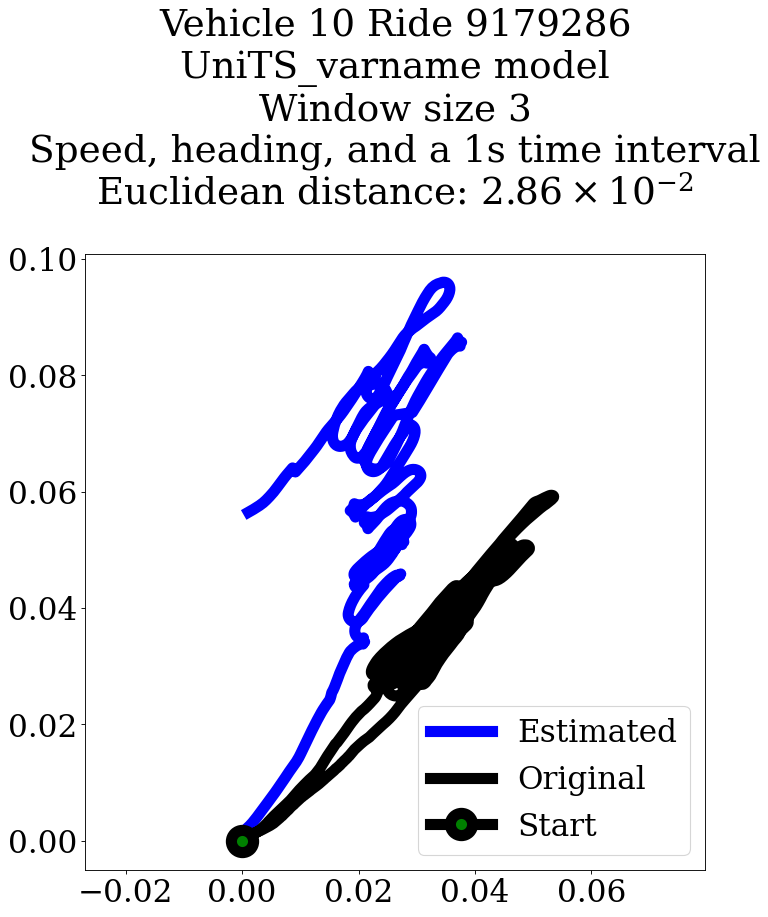 Vehicle 10 Ride 9179286
UniTS_varname model
Window size 3
Speed, heading, and a 1s time interval
Euclidean distance: 2.86 × 10⁻²
0.10
0.08
0.06
0.04
0.02
0.00
Estimated
Original
Start
−0.02 0.00 0.02 0.04 0.06